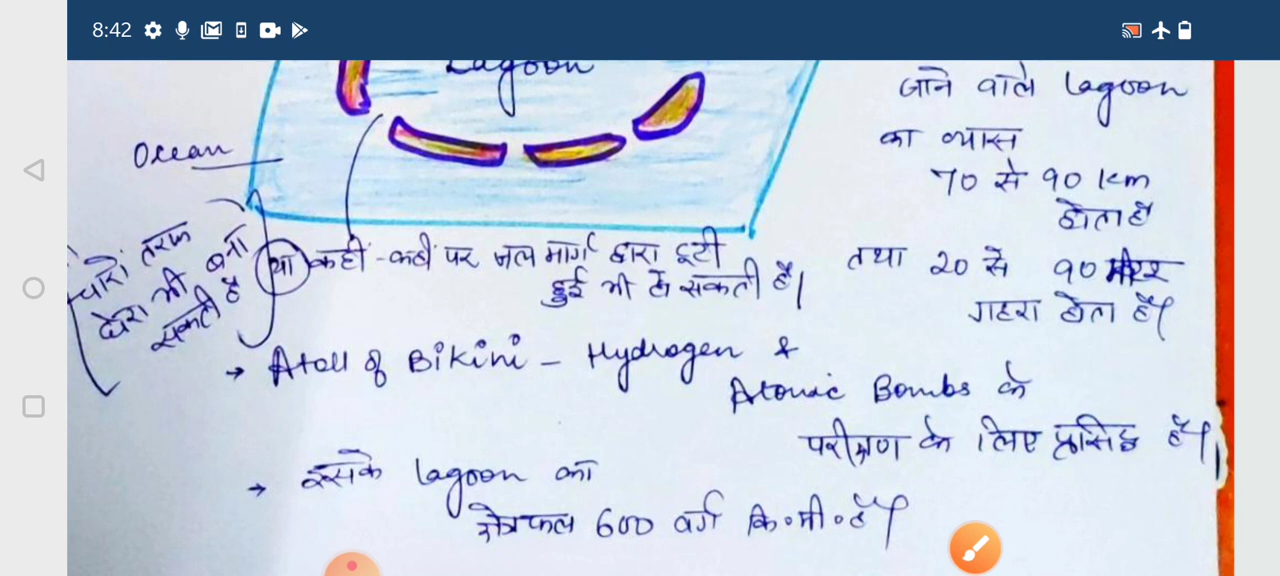 8:42
Lagoon
Ocean
चारों तरफ
घेरा भी बना
सकती है
या कहीं-कहीं पर जल मार्ग द्वारा टूटी
हुई भी हो सकती है।
जाने वाले lagoon
का व्यास
70 से 90 km
होता है
तथा 20 से 90 मीटर
गहरा होता है।
→ Atoll of Bikini - Hydrogen &
Atomic Bombs के
परीक्षण के लिए प्रसिद्ध है।
→ इसके lagoon का
क्षेत्रफल 600 वर्ग कि.मी. है।